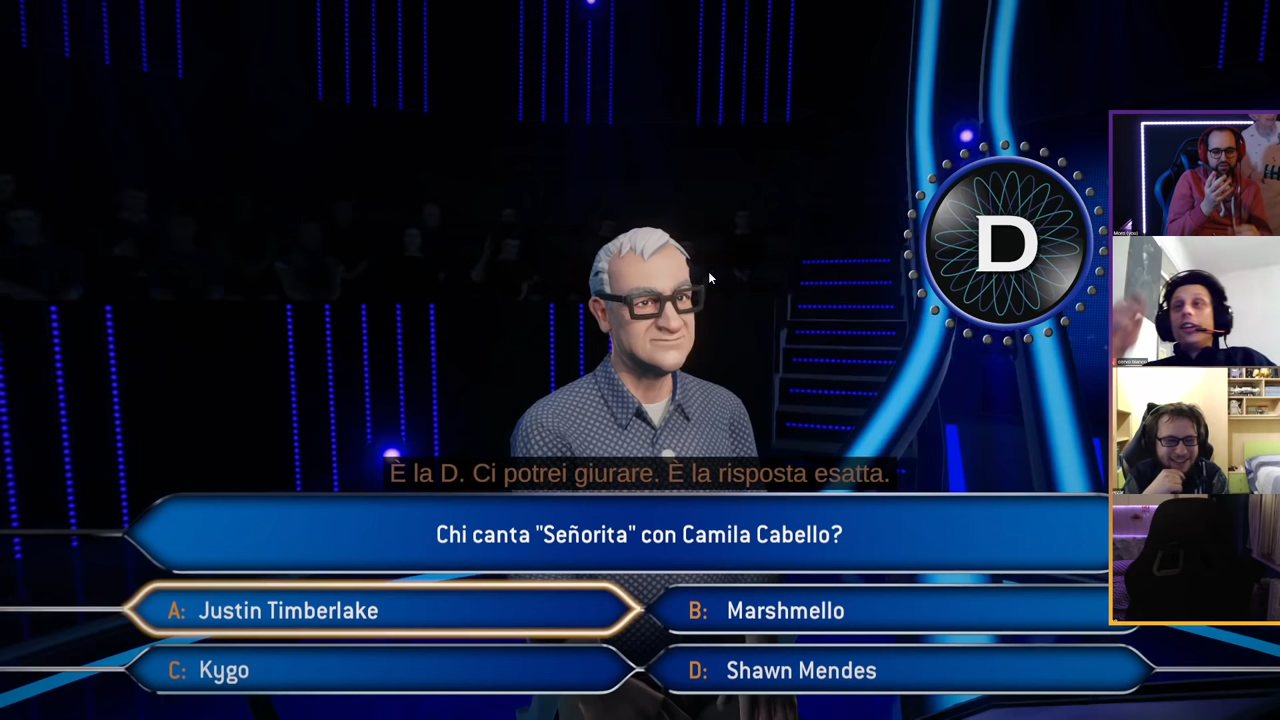 D
È la D. Ci potrei giurare. È la risposta esatta.
Chi canta "Señorita" con Camila Cabello?
A: Justin Timberlake
B: Marshmello
C: Kygo
D: Shawn Mendes